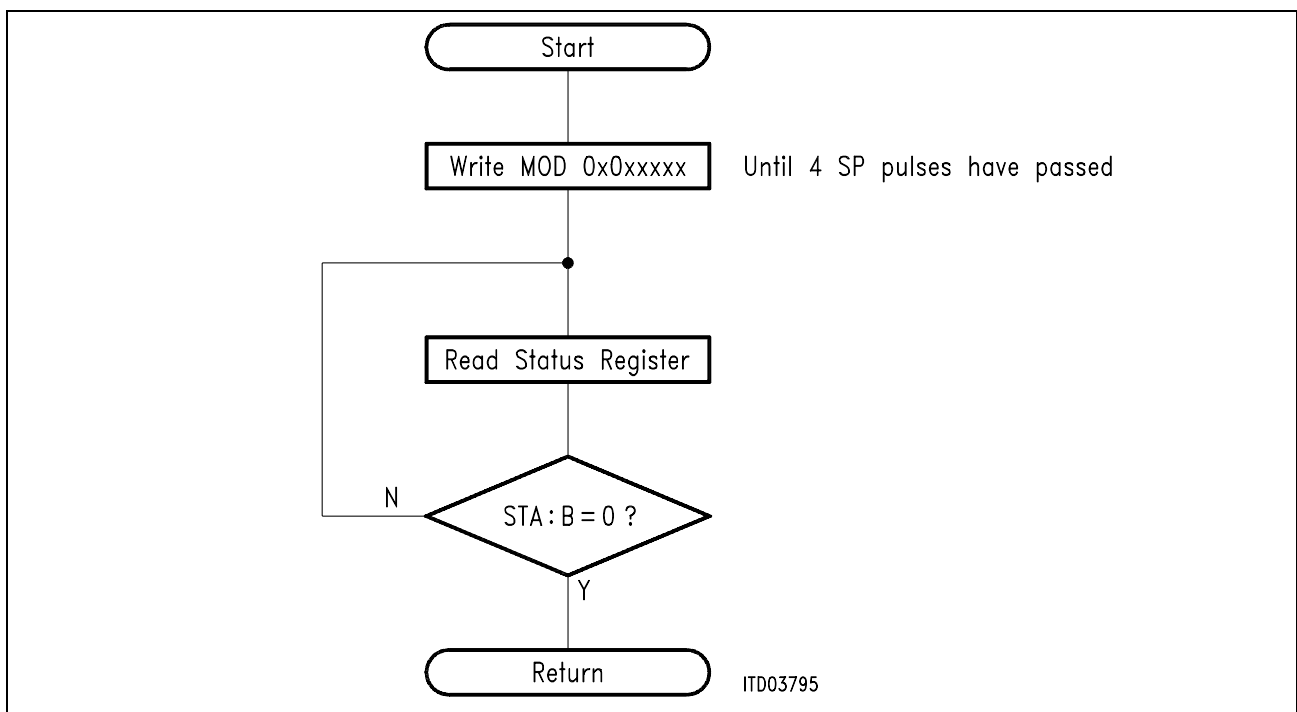 Start
Write MOD 0x0xxxxx Until 4 SP pulses have passed
Read Status Register
N
STA:B=0 ?
Y
Return
ITD03795